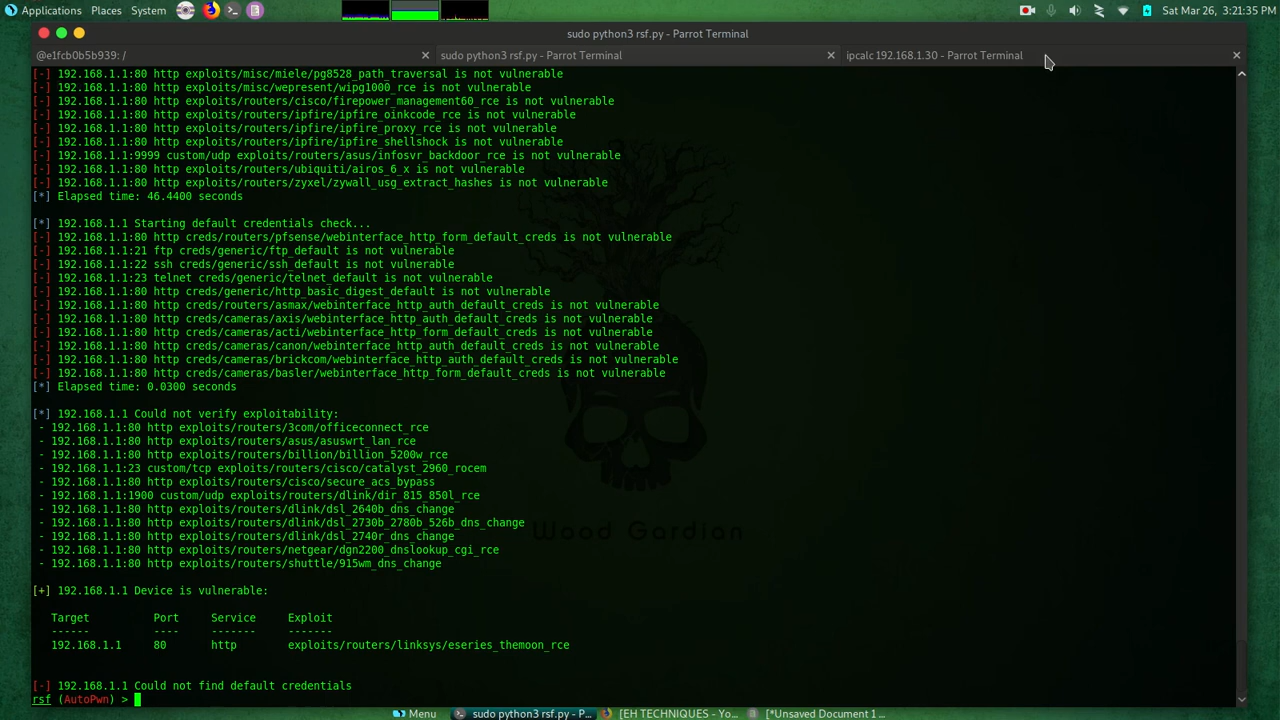 Applications Places System Sat Mar 26, 3:21:35 PM
sudo python3 rsf.py - Parrot Terminal
@e1fcb0b5b939: / sudo python3 rsf.py - Parrot Terminal ipcalc 192.168.1.30 - Parrot Terminal
[-] 192.168.1.1:80 http exploits/misc/miele/pg8528_path_traversal is not vulnerable
[-] 192.168.1.1:80 http exploits/misc/wepresent/wipg1000_rce is not vulnerable
[-] 192.168.1.1:80 http exploits/routers/cisco/firepower_management60_rce is not vulnerable
[-] 192.168.1.1:80 http exploits/routers/ipfire/ipfire_oinkcode_rce is not vulnerable
[-] 192.168.1.1:80 http exploits/routers/ipfire/ipfire_proxy_rce is not vulnerable
[-] 192.168.1.1:80 http exploits/routers/ipfire/ipfire_shellshock is not vulnerable
[-] 192.168.1.1:9999 custom/udp exploits/routers/asus/infosvr_backdoor_rce is not vulnerable
[-] 192.168.1.1:80 http exploits/routers/ubiquiti/airos_6_x is not vulnerable
[-] 192.168.1.1:80 http exploits/routers/zyxel/zywall_usg_extract_hashes is not vulnerable
[*] Elapsed time: 46.4400 seconds
[*] 192.168.1.1 Starting default credentials check...
[-] 192.168.1.1:80 http creds/routers/pfsense/webinterface_http_form_default_creds is not vulnerable
[-] 192.168.1.1:21 ftp creds/generic/ftp_default is not vulnerable
[-] 192.168.1.1:22 ssh creds/generic/ssh_default is not vulnerable
[-] 192.168.1.1:23 telnet creds/generic/telnet_default is not vulnerable
[-] 192.168.1.1:80 http creds/generic/http_basic_digest_default is not vulnerable
[-] 192.168.1.1:80 http creds/routers/asmax/webinterface_http_auth_default_creds is not vulnerable
[-] 192.168.1.1:80 http creds/cameras/axis/webinterface_http_auth_default_creds is not vulnerable
[-] 192.168.1.1:80 http creds/cameras/acti/webinterface_http_form_default_creds is not vulnerable
[-] 192.168.1.1:80 http creds/cameras/canon/webinterface_http_auth_default_creds is not vulnerable
[-] 192.168.1.1:80 http creds/cameras/brickcom/webinterface_http_auth_default_creds is not vulnerable
[-] 192.168.1.1:80 http creds/cameras/basler/webinterface_http_form_default_creds is not vulnerable
[*] Elapsed time: 0.0300 seconds
[*] 192.168.1.1 Could not verify exploitability:
- 192.168.1.1:80 http exploits/routers/3com/officeconnect_rce
- 192.168.1.1:80 http exploits/routers/asus/asuswrt_lan_rce
- 192.168.1.1:80 http exploits/routers/billion/billion_5200w_rce
- 192.168.1.1:23 custom/tcp exploits/routers/cisco/catalyst_2960_rocem
- 192.168.1.1:80 http exploits/routers/cisco/secure_acs_bypass
- 192.168.1.1:1900 custom/udp exploits/routers/dlink/dir_815_850l_rce
- 192.168.1.1:80 http exploits/routers/dlink/dsl_2640b_dns_change
- 192.168.1.1:80 http exploits/routers/dlink/dsl_2730b_2780b_526b_dns_change
- 192.168.1.1:80 http exploits/routers/dlink/dsl_2740r_dns_change
- 192.168.1.1:80 http exploits/routers/netgear/dgn2200_dnslookup_cgi_rce
- 192.168.1.1:80 http exploits/routers/shuttle/915wm_dns_change
Wood Gardian
[+] 192.168.1.1 Device is vulnerable:
Target Port Service Exploit
------ ---- ------- -------
192.168.1.1 80 http exploits/routers/linksys/eseries_themoon_rce
[-] 192.168.1.1 Could not find default credentials
rsf (AutoPwn) >
Menu sudo python3 rsf.py - P... [EH TECHNIQUES - Yo... [*Unsaved Document 1 ...